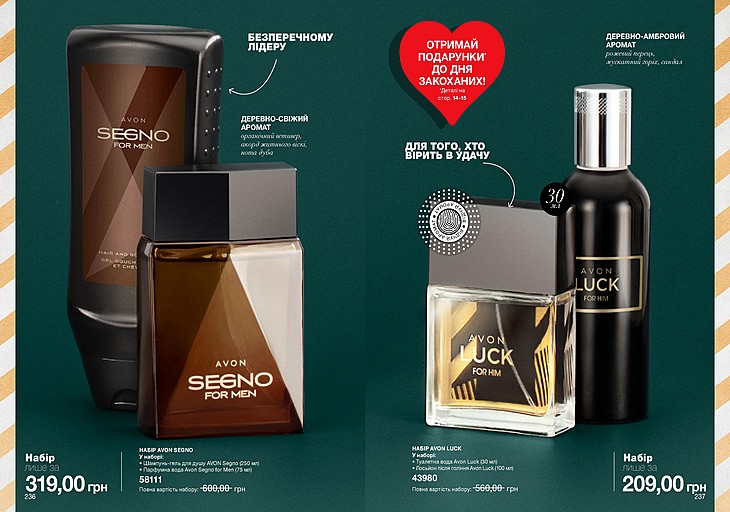 БЕЗПЕРЕЧНОМУ
ЛІДЕРУ
ДЕРЕВНО-СВІЖИЙ
АРОМАТ
органічний ветивер,
акорд житнього віскі,
нота дуба
AVON
SEGNO
FOR MEN
HAIR AND
GEL DOUCH
ET CHEV
AVON
SEGNO
FOR MEN
Набір
лише за
319,00 грн
236
НАБІР AVON SEGNO
У наборі:
• Шампунь-гель для душу AVON Segno (250 мл)
• Парфумна вода Avon Segno for Men (75 мл)
58111
Повна вартість набору: 600,00 грн
ОТРИМАЙ
ПОДАРУНКИ*
ДО ДНЯ
ЗАКОХАНИХ!
*Деталі на
стор. 14-15
ДЕРЕВНО-АМБРОВИЙ
АРОМАТ
рожевий перець,
мускатний горіх, сандал
ДЛЯ ТОГО, ХТО
ВІРИТЬ В УДАЧУ
30
мл
AVON
LUCK
FOR HIM
AVON
LUCK
FOR HIM
НАБІР AVON LUCK
У наборі:
• Туалетна вода Avon Luck (30 мл)
• Лосьйон після гоління Avon Luck (100 мл)
43980
Повна вартість набору: 560,00 грн
Набір
лише за
209,00 грн
237